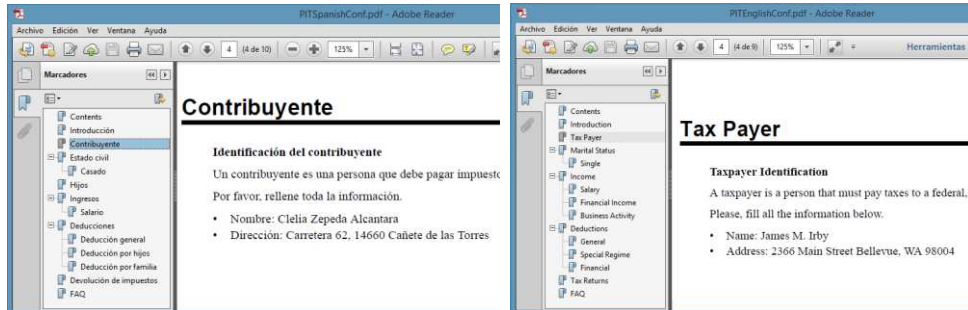 PITSpanishConf.pdf - Adobe Reader
Archivo Edición Ver Ventana Ayuda
4 (4 de 10) 125%
Marcadores
Contents
Introducción
Contribuyente
Estado civil
Casado
Hijos
Ingresos
Salario
Deducciones
Deducción general
Deducción por hijos
Deducción por familia
Devolución de impuestos
FAQ
Contribuyente
Identificación del contribuyente
Un contribuyente es una persona que debe pagar impuesto
Por favor, rellene toda la información.
• Nombre: Clelia Zepeda Alcantara
• Dirección: Carretera 62, 14660 Cañete de las Torres
PITEnglishConf.pdf - Adobe Reader
Archivo Edición Ver Ventana Ayuda
4 (4 de 9) 125% Herramientas
Marcadores
Contents
Introduction
Tax Payer
Marital Status
Single
Income
Salary
Financial Income
Business Activity
Deductions
General
Special Regime
Financial
Tax Returns
FAQ
Tax Payer
Taxpayer Identification
A taxpayer is a person that must pay taxes to a federal,
Please, fill all the information below.
• Name: James M. Irby
• Address: 2366 Main Street Bellevue, WA 98004